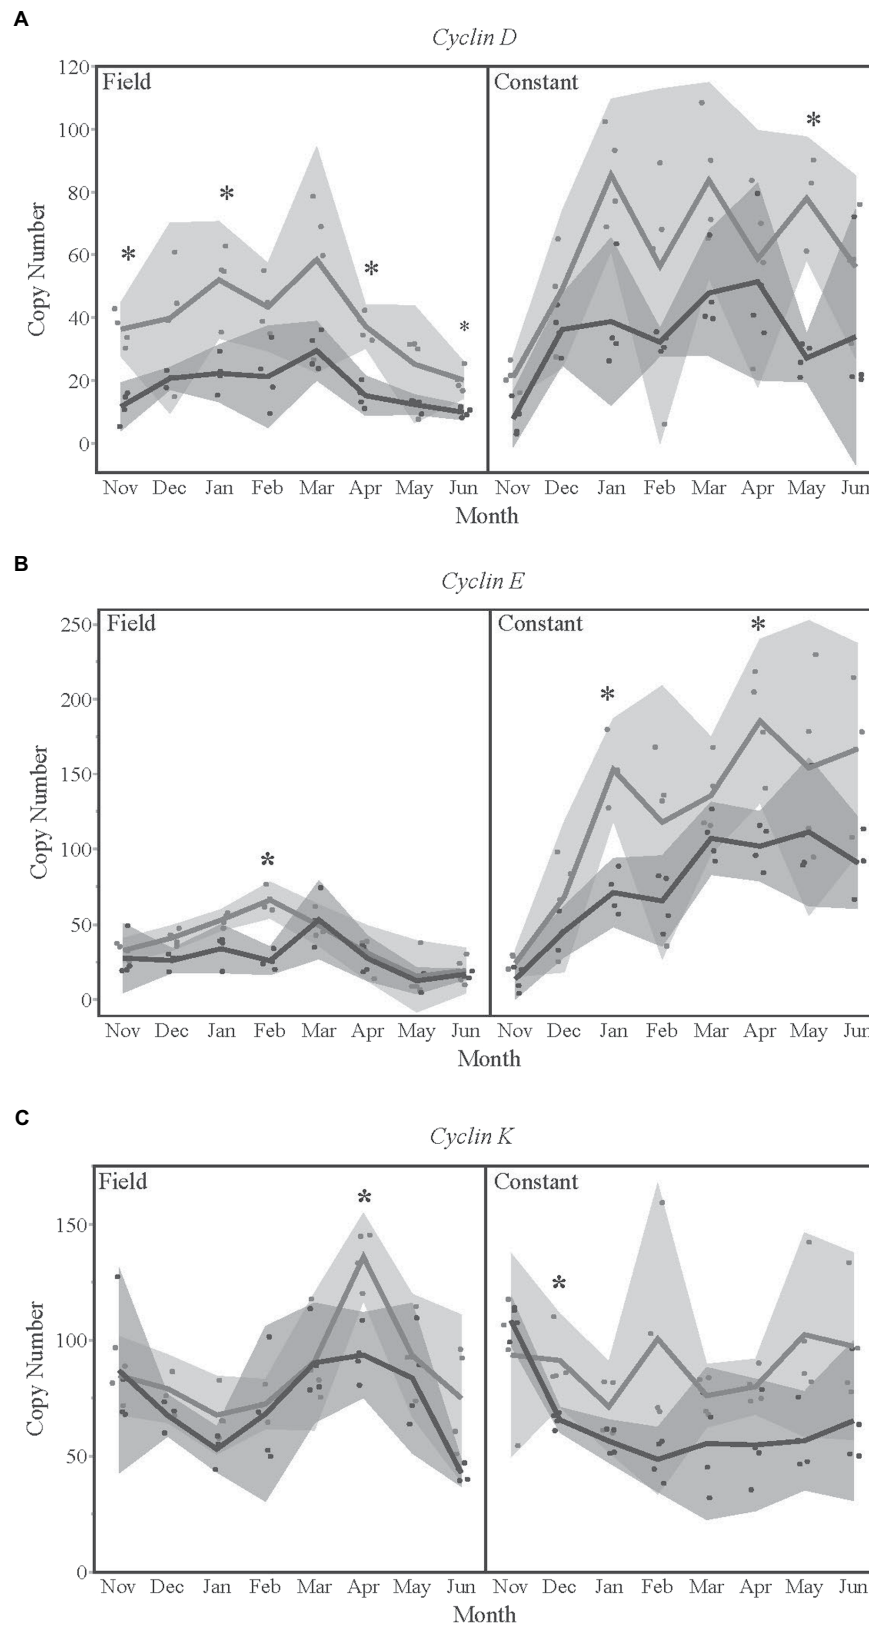 A
Cyclin D
Field
Constant
*
*
*
*
*
Copy Number
120
100
80
60
40
20
0
Nov Dec Jan Feb Mar Apr May Jun
Nov Dec Jan Feb Mar Apr May Jun
Month
B
Cyclin E
Field
Constant
*
*
*
Copy Number
250
200
150
100
50
0
Nov Dec Jan Feb Mar Apr May Jun
Nov Dec Jan Feb Mar Apr May Jun
Month
C
Cyclin K
Field
Constant
*
*
Copy Number
150
100
50
0
Nov Dec Jan Feb Mar Apr May Jun
Nov Dec Jan Feb Mar Apr May Jun
Month